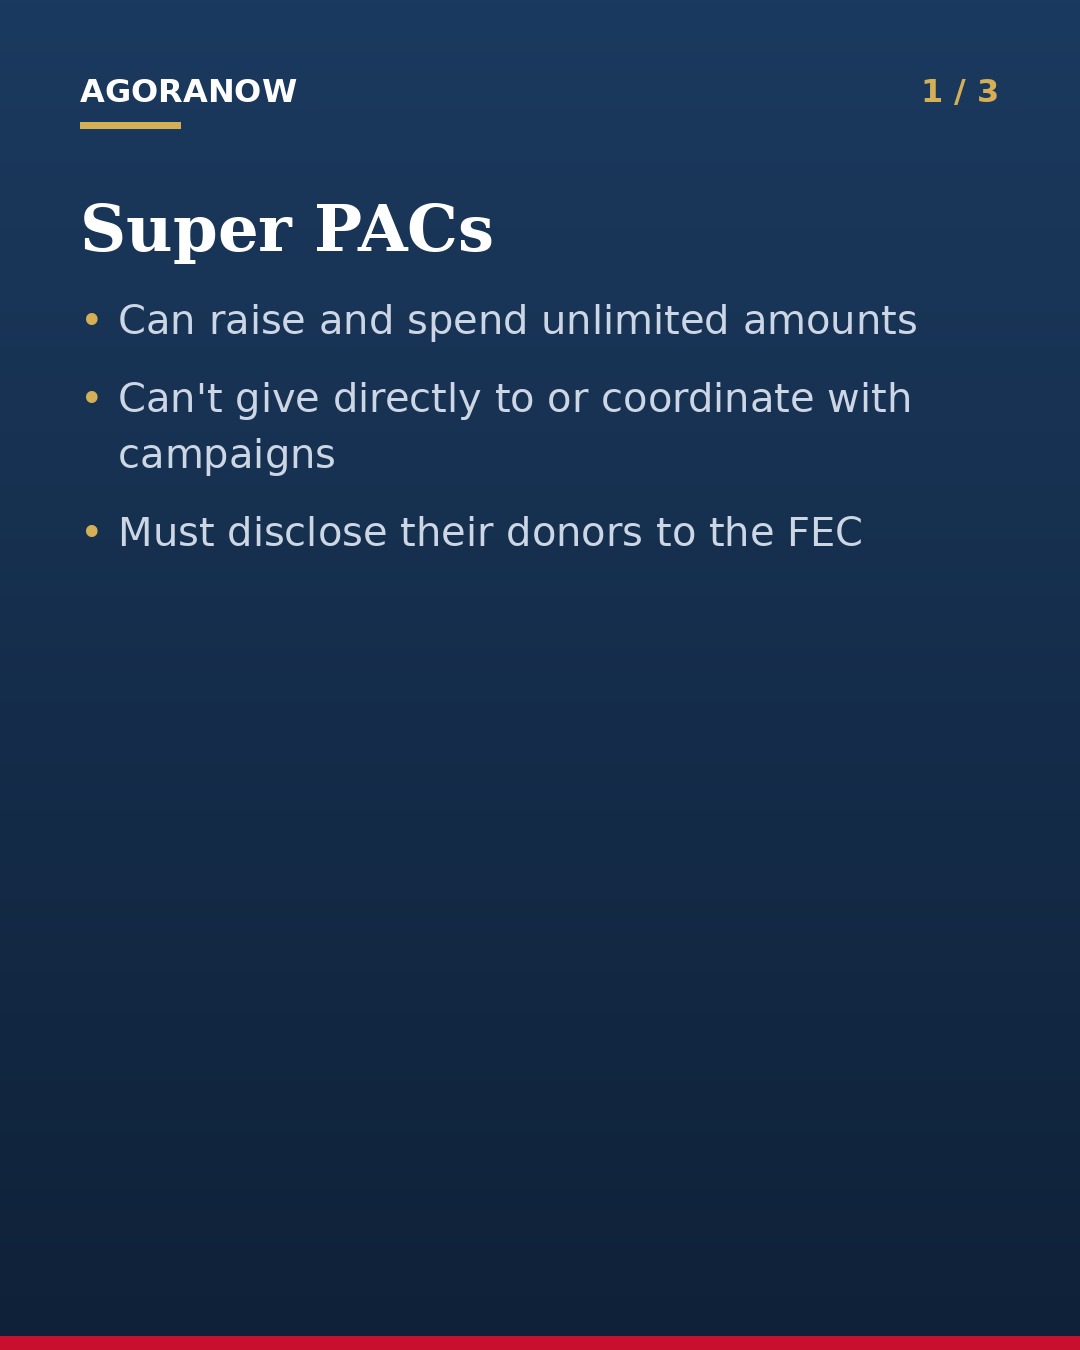 AGORANOW
1 / 3
Super PACs
• Can raise and spend unlimited amounts
• Can't give directly to or coordinate with
campaigns
• Must disclose their donors to the FEC